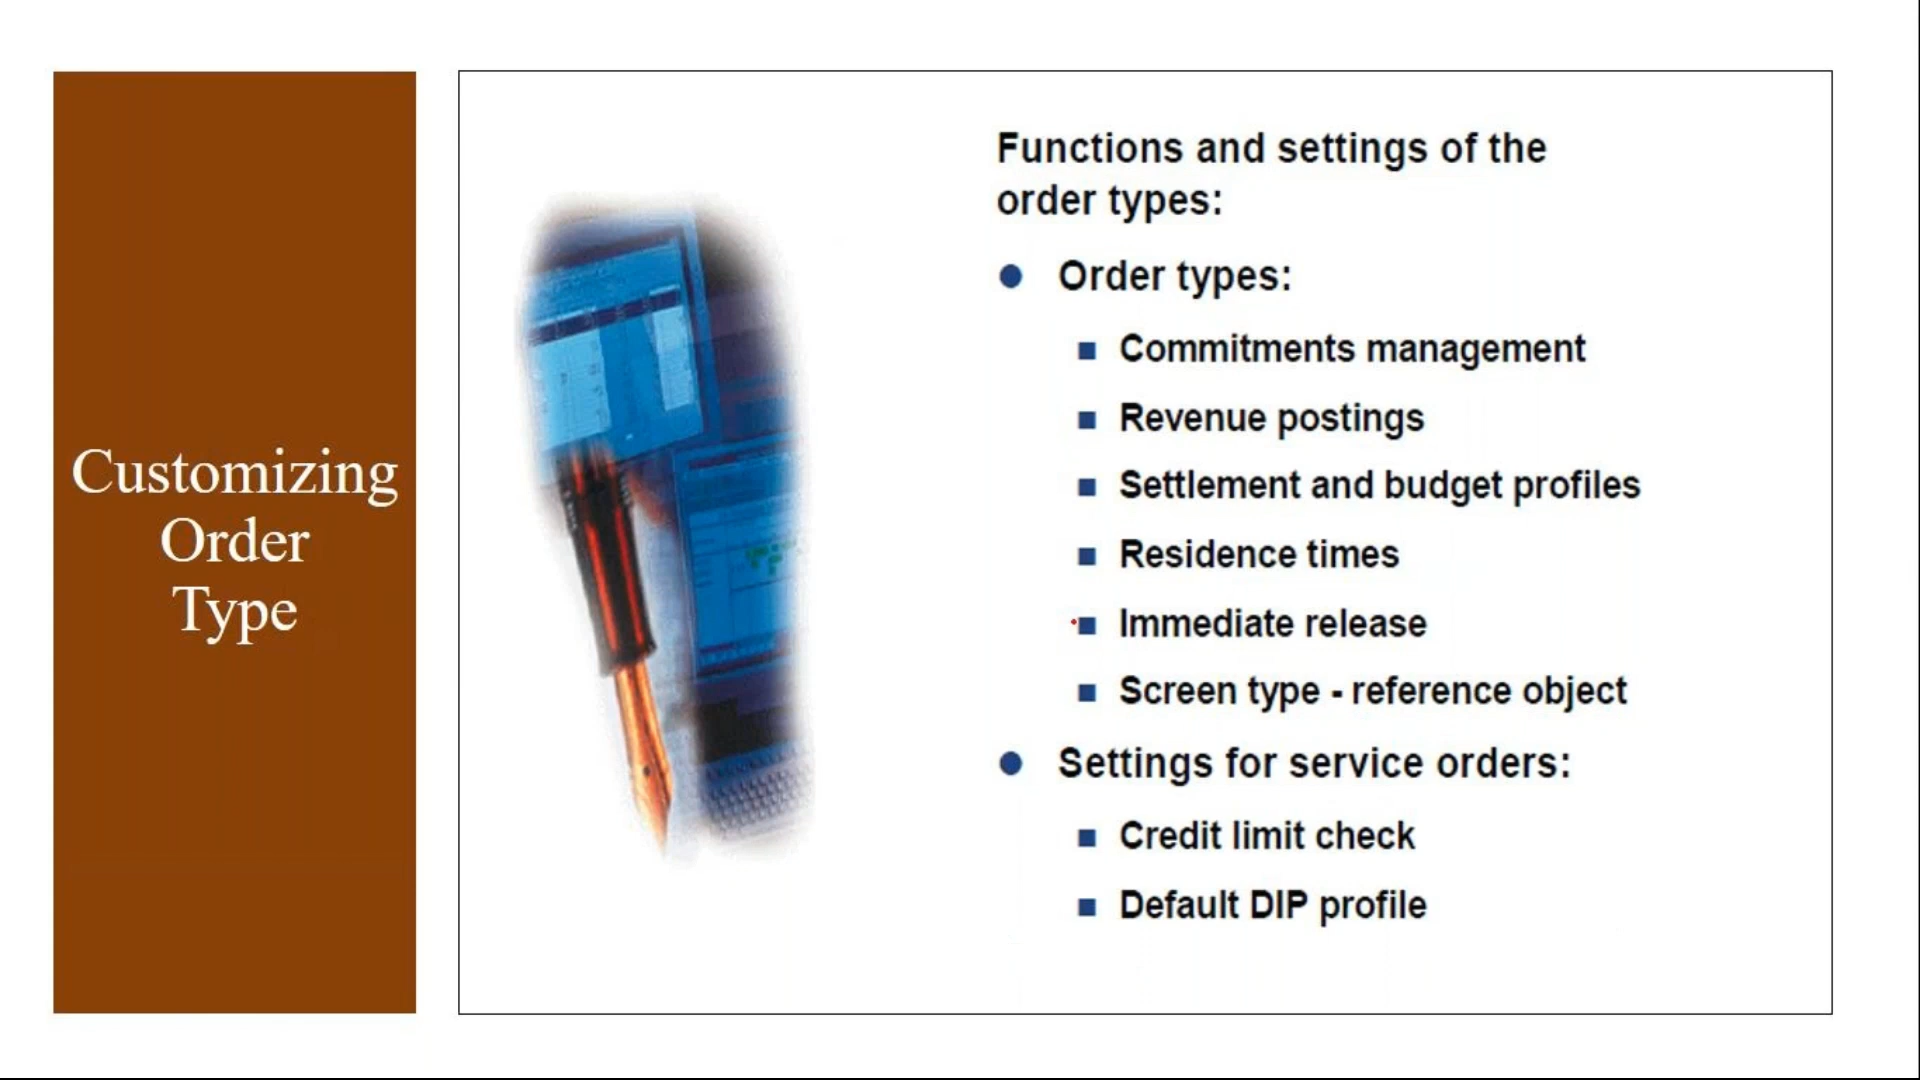 Customizing
Order
Type
Functions and settings of the
order types:
Order types:
Commitments management
Revenue postings
Settlement and budget profiles
Residence times
Immediate release
Screen type - reference object
Settings for service orders:
Credit limit check
Default DIP profile